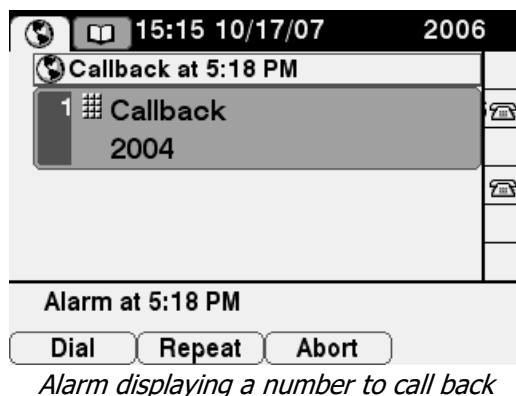 15:15 10/17/07 2006
Callback at 5:18 PM
1 Callback
2004
Alarm at 5:18 PM
Dial Repeat Abort
Alarm displaying a number to call back